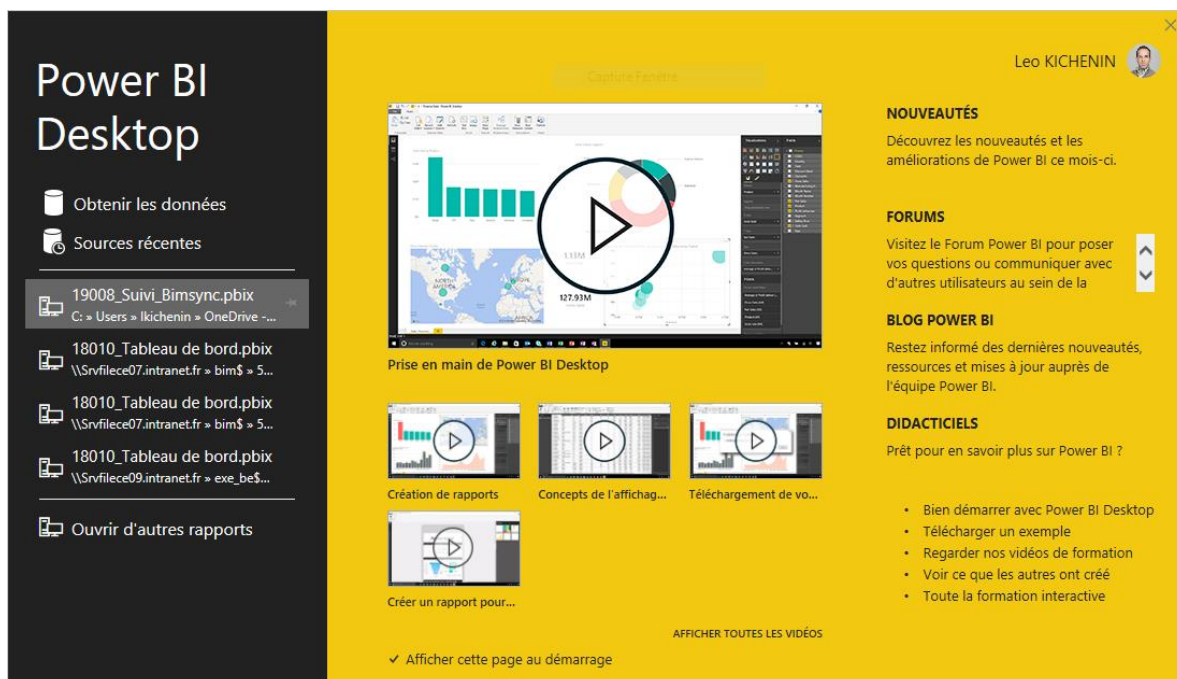 Power BI
Desktop
Obtenir les données
Sources récentes
19008_Suivi_Bimsync.pbix
C: » Users » lkichenin » OneDrive -...
18010_Tableau de bord.pbix
\\Srvfilece07.intranet.fr » bim$ » 5...
18010_Tableau de bord.pbix
\\Srvfilece07.intranet.fr » bim$ » 5...
18010_Tableau de bord.pbix
\\Srvfilece09.intranet.fr » exe_be$...
Ouvrir d'autres rapports
Capture Fenêtre
NORTH AMERICA
EUROPE
AFRICA
1.13M
127.93M
Prise en main de Power BI Desktop
Création de rapports
Concepts de l'affichag...
Téléchargement de vo...
Créer un rapport pour...
AFFICHER TOUTES LES VIDÉOS
Afficher cette page au démarrage
Leo KICHENIN
NOUVEAUTÉS
Découvrez les nouveautés et les
améliorations de Power BI ce mois-ci.
FORUMS
Visitez le Forum Power BI pour poser
vos questions ou communiquer avec
d'autres utilisateurs au sein de la
BLOG POWER BI
Restez informé des dernières nouveautés,
ressources et mises à jour auprès de
l'équipe Power BI.
DIDACTICIELS
Prêt pour en savoir plus sur Power BI ?
• Bien démarrer avec Power BI Desktop
• Télécharger un exemple
• Regarder nos vidéos de formation
• Voir ce que les autres ont créé
• Toute la formation interactive